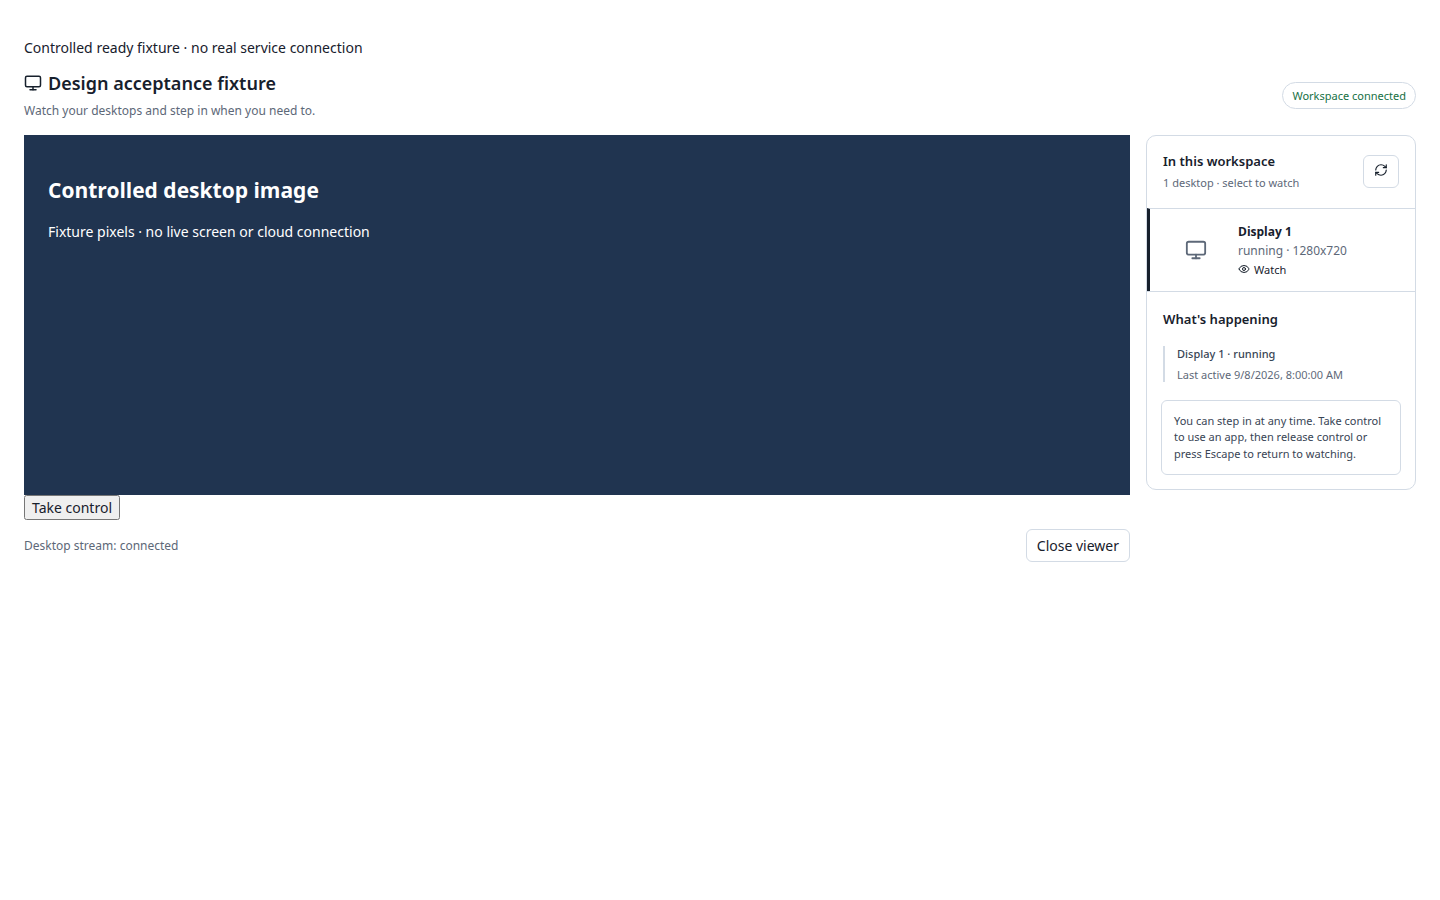 Controlled ready fixture · no real service connection
Design acceptance fixture
Watch your desktops and step in when you need to.
Workspace connected
Controlled desktop image
Fixture pixels · no live screen or cloud connection
Take control
Desktop stream: connected
Close viewer
In this workspace
1 desktop · select to watch
Display 1
running · 1280x720
Watch
What's happening
Display 1 · running
Last active 9/8/2026, 8:00:00 AM
You can step in at any time. Take control
to use an app, then release control or
press Escape to return to watching.